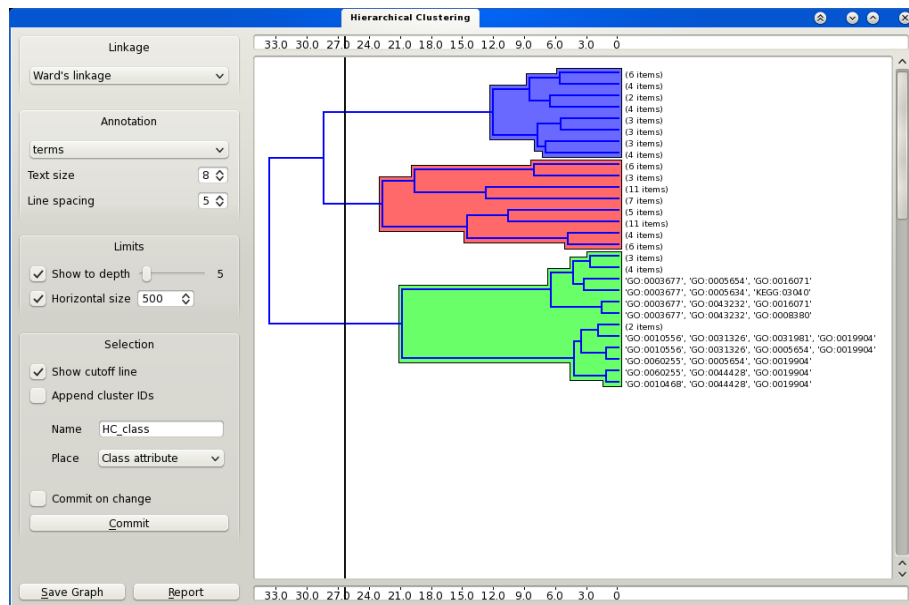 Hierarchical Clustering
Linkage
Ward's linkage
Annotation
terms
Text size 8
Line spacing 5
Limits
Show to depth 5
Horizontal size 500
Selection
Show cutoff line
Append cluster IDs
Name HC_class
Place Class attribute
Commit on change
Commit
Save Graph Report
33.0 30.0 27.0 24.0 21.0 18.0 12.0 9.0 6.0 3.0 0
(6 items)
(4 items)
(2 items)
(4 items)
(3 items)
(3 items)
(3 items)
(4 items)
(6 items)
(3 items)
(11 items)
(7 items)
(5 items)
(11 items)
(4 items)
(6 items)
(3 items)
(4 items)
'GO:0003677', 'GO:0005654', 'GO:0016071'
'GO:0003677', 'GO:0005634', 'KEGG:03040'
'GO:0003677', 'GO:0043232', 'GO:0016071'
'GO:0003677', 'GO:0043232', 'GO:0008380'
(2 items)
'GO:0010556', 'GO:0031326', 'GO:0031981', 'GO:0019904'
'GO:0010556', 'GO:0031326', 'GO:0005654', 'GO:0019904'
'GO:0060255', 'GO:0005654', 'GO:0019904'
'GO:0060255', 'GO:0044428', 'GO:0019904'
'GO:0010468', 'GO:0044428', 'GO:0019904'
33.0 30.0 27.0 24.0 21.0 18.0 15.0 12.0 9.0 6.0 3.0 0